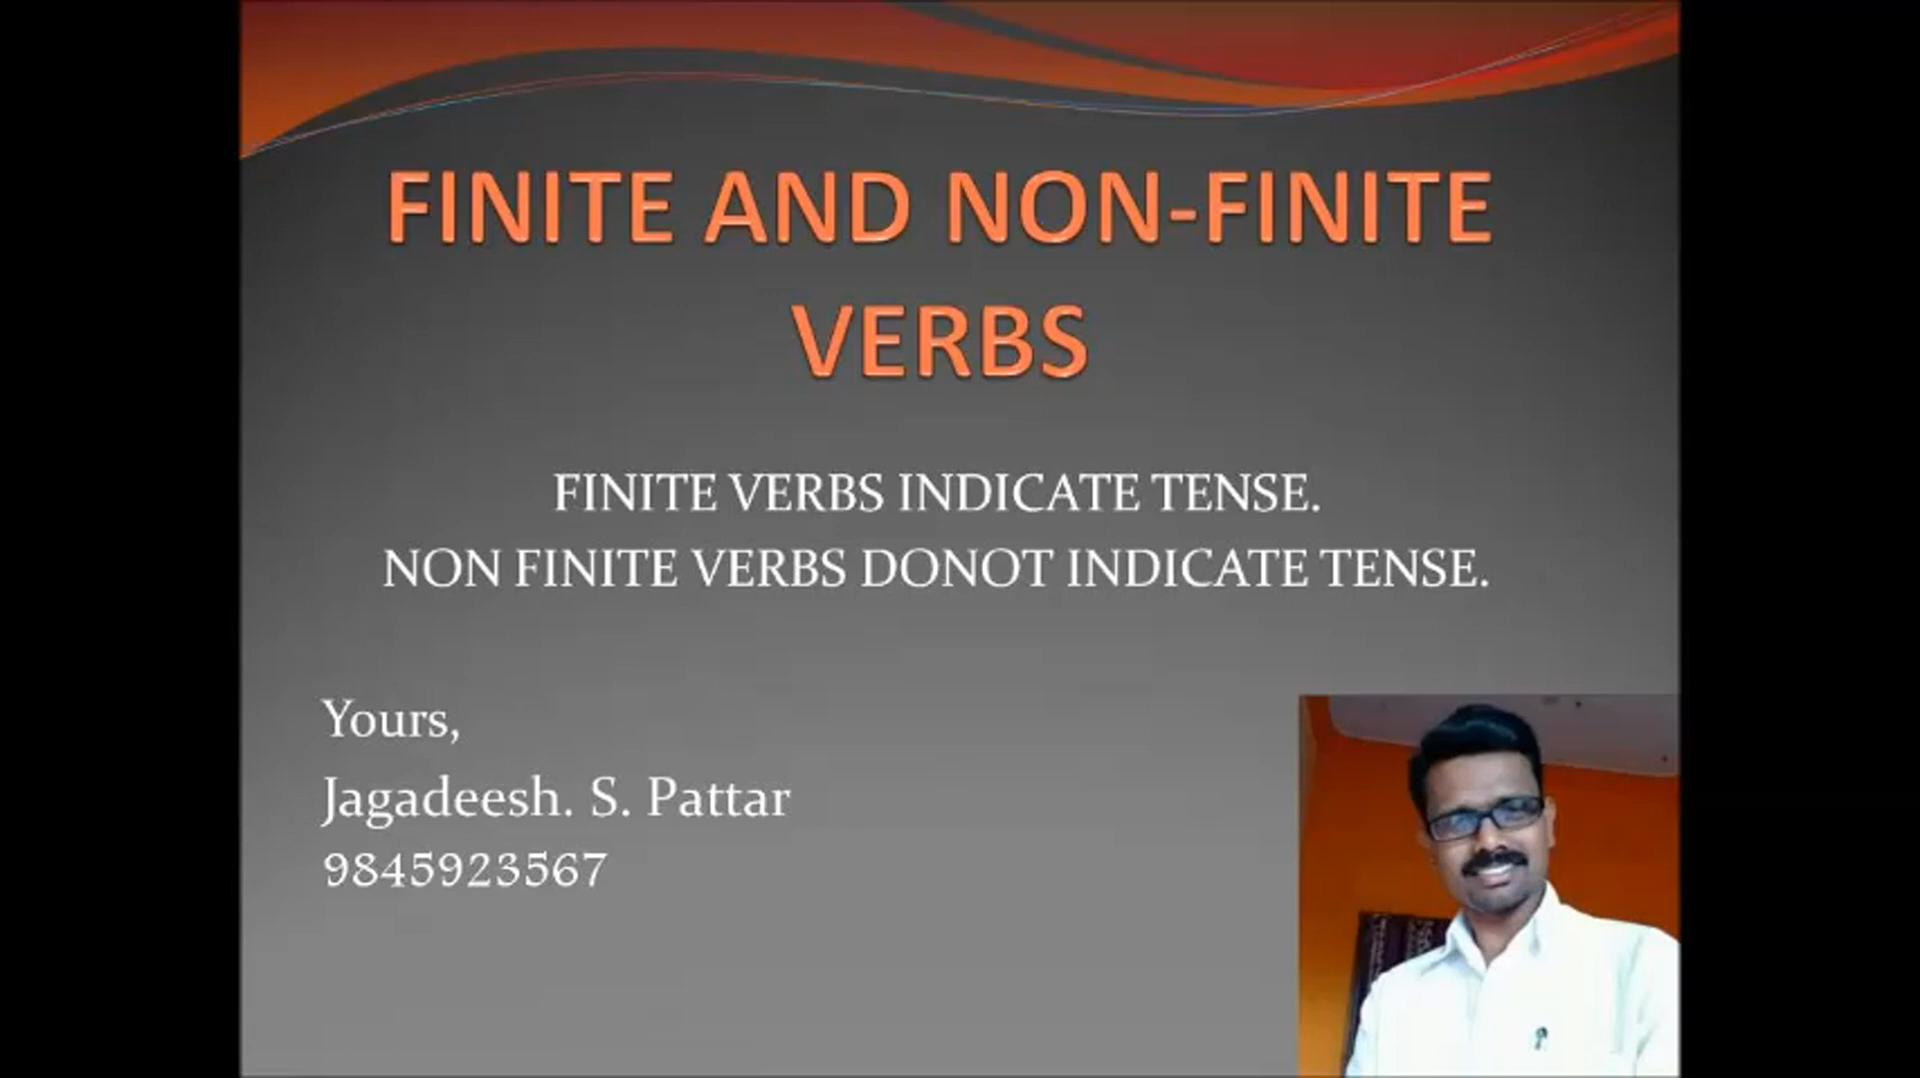 FINITE AND NON-FINITE
VERBS
FINITE VERBS INDICATE TENSE.
NON FINITE VERBS DONOT INDICATE TENSE.
Yours,
Jagadeesh. S. Pattar
9845923567